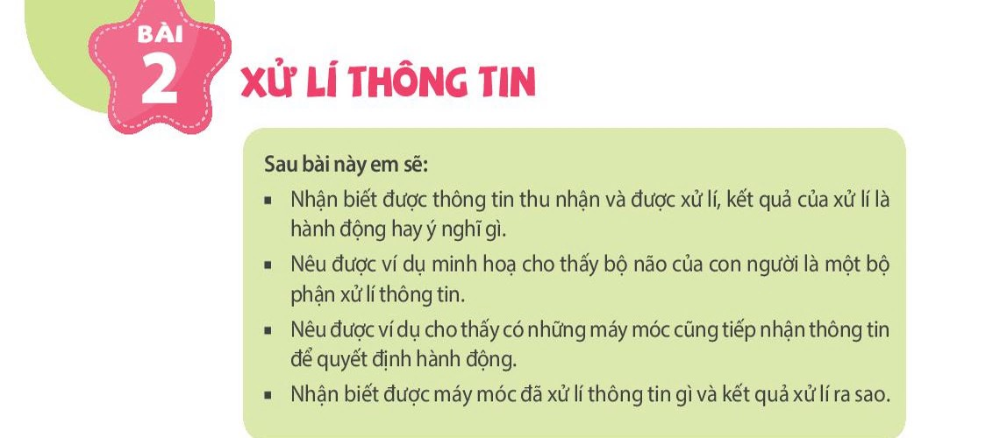 BÀI
2
XỬ LÍ THÔNG TIN
Sau bài này em sẽ:
▪ Nhận biết được thông tin thu nhận và được xử lí, kết quả của xử lí là
hành động hay ý nghĩ gì.
▪ Nêu được ví dụ minh hoạ cho thấy bộ não của con người là một bộ
phận xử lí thông tin.
▪ Nêu được ví dụ cho thấy có những máy móc cũng tiếp nhận thông tin
để quyết định hành động.
▪ Nhận biết được máy móc đã xử lí thông tin gì và kết quả xử lí ra sao.